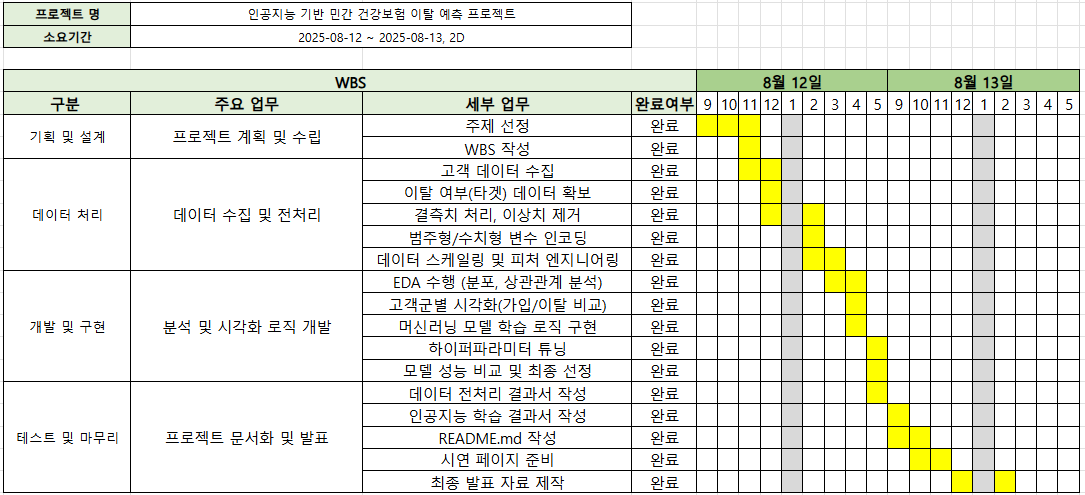 프로젝트 명 인공지능 기반 민간 건강보험 이탈 예측 프로젝트
소요기간 2025-08-12 ~ 2025-08-13, 2D
WBS 8월 12일 8월 13일
구분 주요 업무 세부 업무 완료여부 9 10 11 12 1 2 3 4 5 9 10 11 12 1 2 3 4 5
기획 및 설계 프로젝트 계획 및 수립 주제 선정 완료
WBS 작성 완료
데이터 처리 데이터 수집 및 전처리 고객 데이터 수집 완료
이탈 여부(타겟) 데이터 확보 완료
결측치 처리, 이상치 제거 완료
범주형/수치형 변수 인코딩 완료
데이터 스케일링 및 피처 엔지니어링 완료
개발 및 구현 분석 및 시각화 로직 개발 EDA 수행 (분포, 상관관계 분석) 완료
고객군별 시각화(가입/이탈 비교) 완료
머신러닝 모델 학습 로직 구현 완료
하이퍼파라미터 튜닝 완료
모델 성능 비교 및 최종 선정 완료
테스트 및 마무리 프로젝트 문서화 및 발표 데이터 전처리 결과서 작성 완료
인공지능 학습 결과서 작성 완료
README.md 작성 완료
시연 페이지 준비 완료
최종 발표 자료 제작 완료